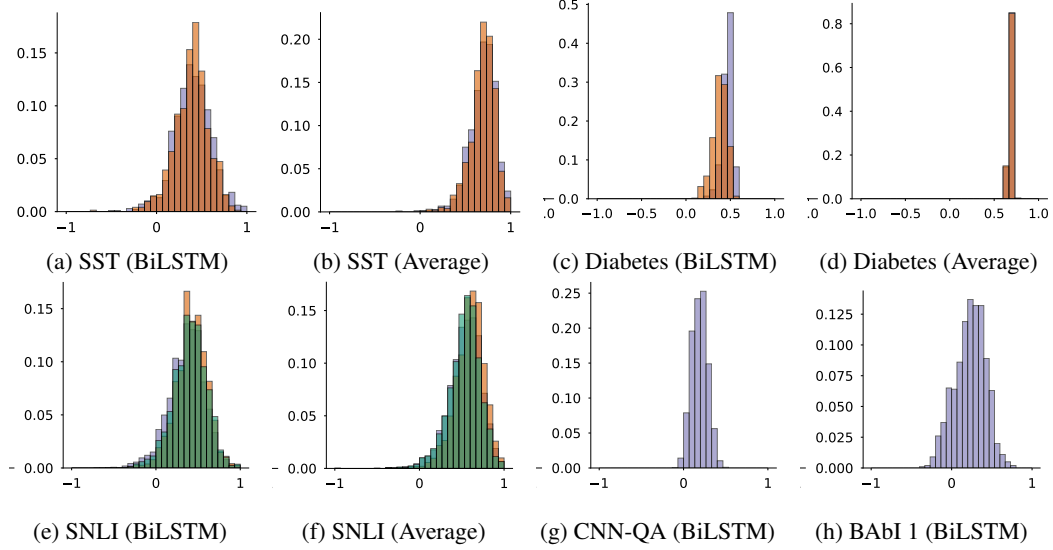 0.15
0.10
0.05
0.00
−1 0 1
(a) SST (BiLSTM)
0.20
0.15
0.10
0.05
0.00
−1 0 1
(b) SST (Average)
0.5
0.4
0.3
0.2
0.1
0.0
.0 −1.0 −0.5 0.0 0.5 1.0
(c) Diabetes (BiLSTM)
0.8
0.6
0.4
0.2
0.0
.0 −1.0 −0.5 0.0 0.5 1.0
(d) Diabetes (Average)
0.15
0.10
0.05
0.00
−1 0 1
(e) SNLI (BiLSTM)
0.15
0.10
0.05
0.00
−1 0 1
(f) SNLI (Average)
0.25
0.20
0.15
0.10
0.05
0.00
−1 0 1
(g) CNN-QA (BiLSTM)
0.125
0.100
0.075
0.050
0.025
0.000
−1 0 1
(h) BAbI 1 (BiLSTM)